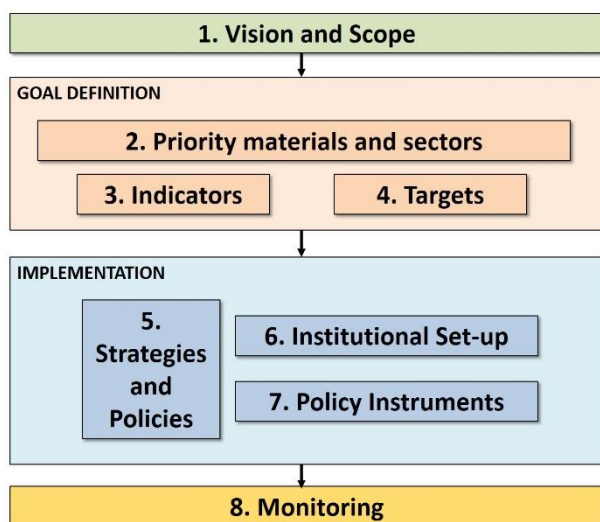 1. Vision and Scope
GOAL DEFINITION
2. Priority materials and sectors
3. Indicators
4. Targets
IMPLEMENTATION
5.
Strategies
and
Policies
6. Institutional Set-up
7. Policy Instruments
8. Monitoring